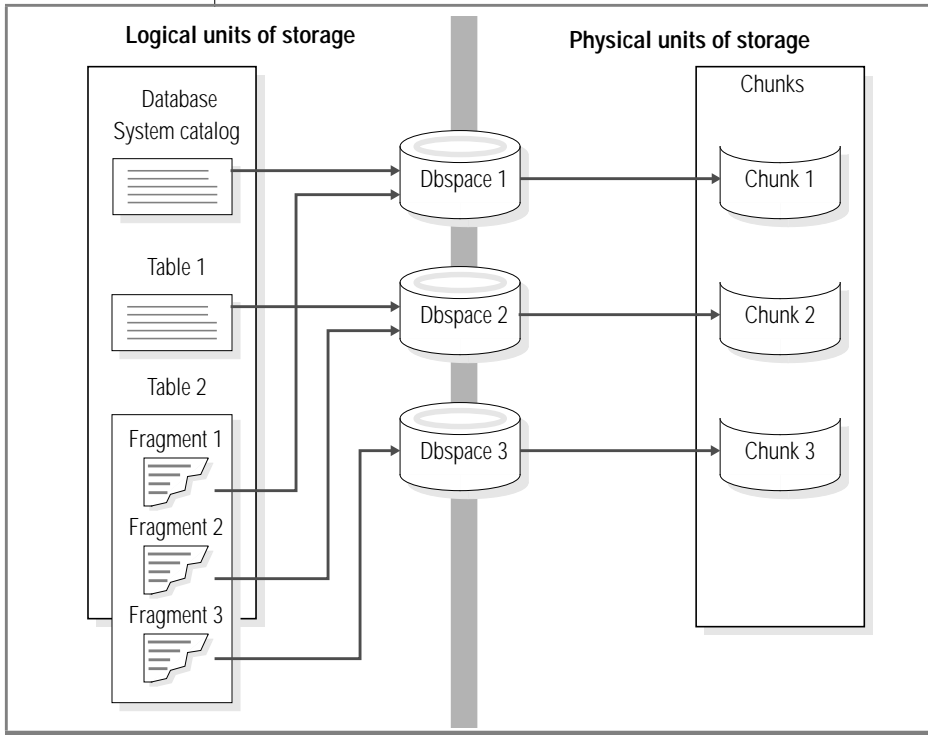 Logical units of storage
Physical units of storage
Database
System catalog
Table 1
Table 2
Fragment 1
Fragment 2
Fragment 3
Dbspace 1
Dbspace 2
Dbspace 3
Chunks
Chunk 1
Chunk 2
Chunk 3